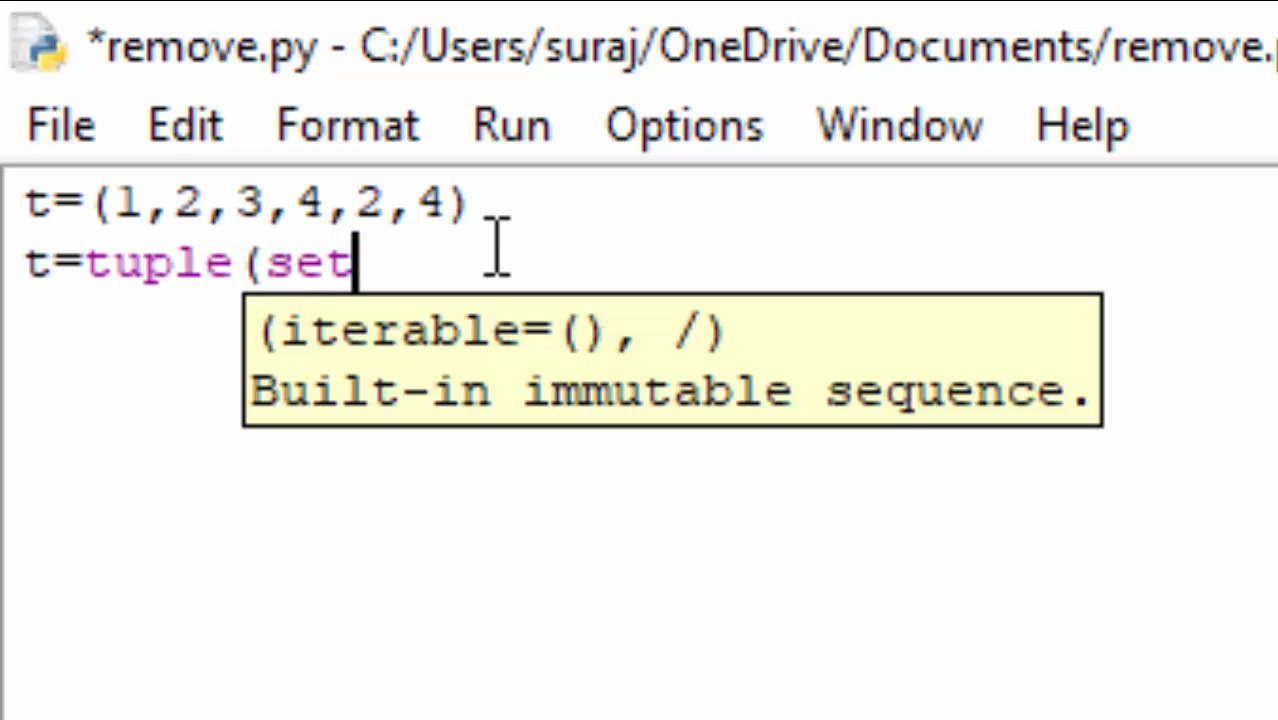 *remove.py - C:/Users/suraj/OneDrive/Documents/remove.
File Edit Format Run Options Window Help
t=(1,2,3,4,2,4)
t=tuple(set
(iterable=(), /)
Built-in immutable sequence.